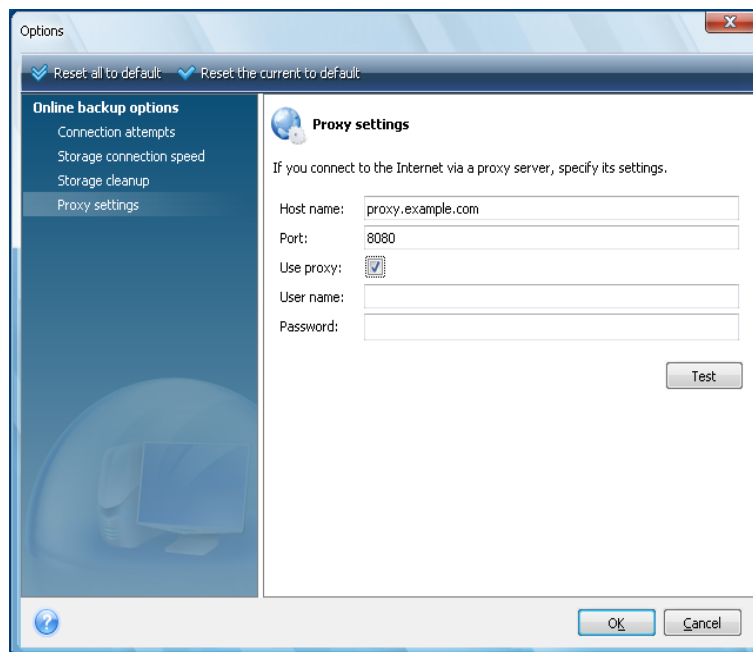 Options
X
Reset all to default Reset the current to default
Online backup options
Connection attempts
Storage connection speed
Storage cleanup
Proxy settings
Proxy settings
If you connect to the Internet via a proxy server, specify its settings.
Host name: proxy.example.com
Port: 8080
Use proxy:
User name:
Password:
Test
?
OK Cancel